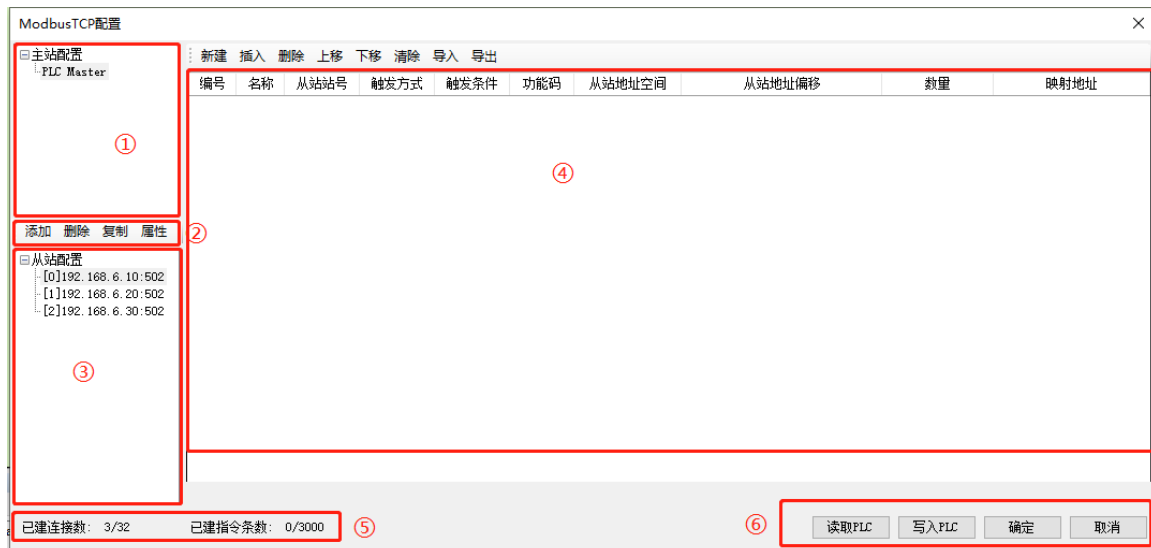 ModbusTCP配置
主站配置
PLC Master
①
添加 删除 复制 属性
②
从站配置
[0]192.168.6.10:502
[1]192.168.6.20:502
[2]192.168.6.30:502
③
新建 插入 删除 上移 下移 清除 导入 导出
编号 名称 从站站号 触发方式 触发条件 功能码 从站地址空间 从站地址偏移 数量 映射地址
④
已建连接数: 3/32 已建指令条数: 0/3000
⑤
⑥
读取PLC 写入PLC 确定 取消